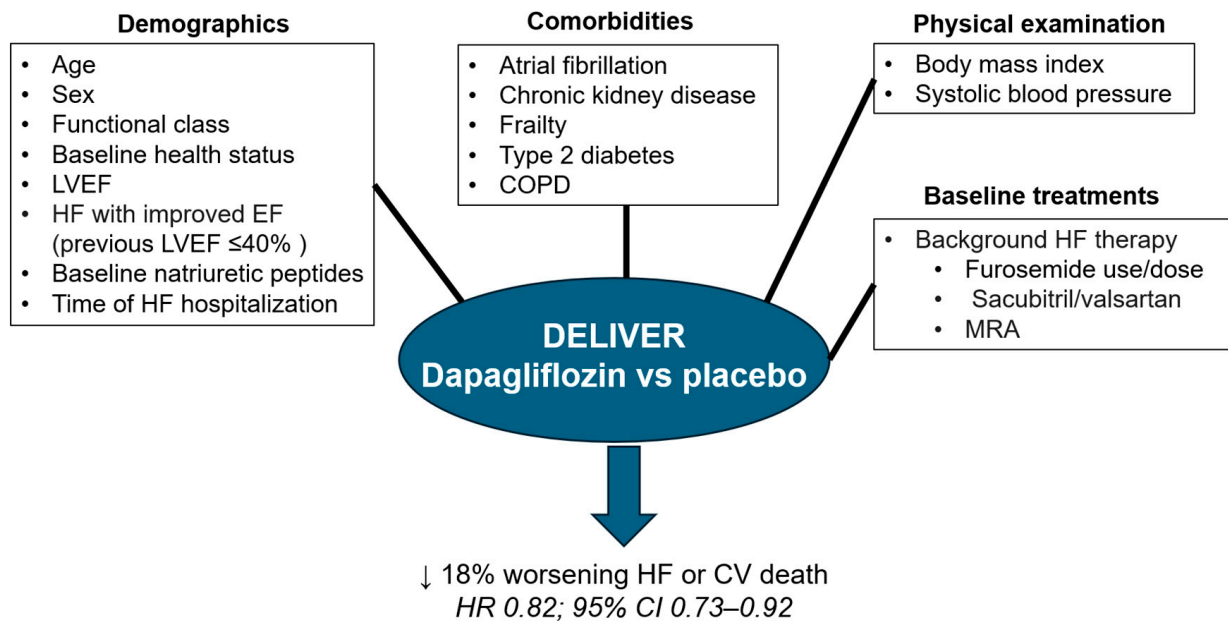 Demographics
• Age
• Sex
• Functional class
• Baseline health status
• LVEF
• HF with improved EF
(previous LVEF ≤40% )
• Baseline natriuretic peptides
• Time of HF hospitalization
Comorbidities
• Atrial fibrillation
• Chronic kidney disease
• Frailty
• Type 2 diabetes
• COPD
Physical examination
• Body mass index
• Systolic blood pressure
Baseline treatments
• Background HF therapy
• Furosemide use/dose
• Sacubitril/valsartan
• MRA
DELIVER
Dapagliflozin vs placebo
↓ 18% worsening HF or CV death
HR 0.82; 95% CI 0.73–0.92